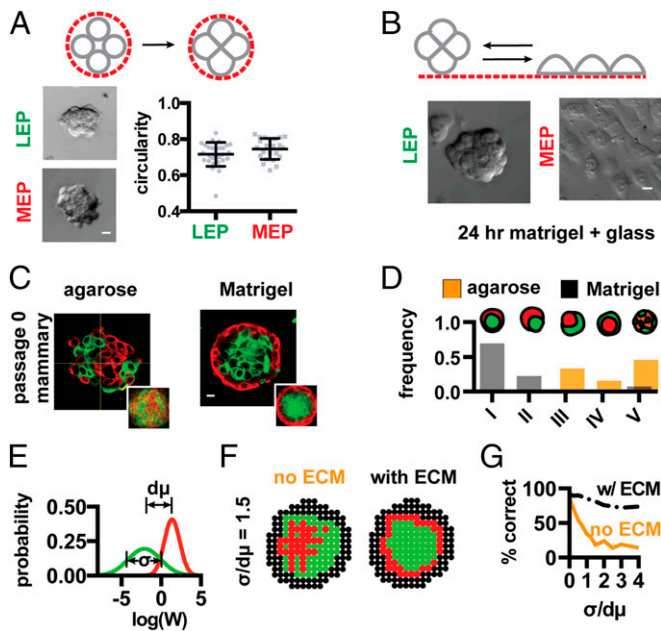 A
LEP
MEP
circularity
1.0
0.8
0.6
0.4
LEP
MEP
B
LEP
MEP
24 hr matrigel + glass
C
agarose
Matrigel
passage 0
mammary
D
agarose
Matrigel
frequency
1.0
0.5
0.0
I
II
III
IV
V
E
dμ
σ
probability
0.50
0.25
0.00
-5
0
5
log(W)
F
no ECM
with ECM
σ/dμ = 1.5
G
% correct
100
50
0
w/ ECM
no ECM
0
1
2
3
4
σ/dμ